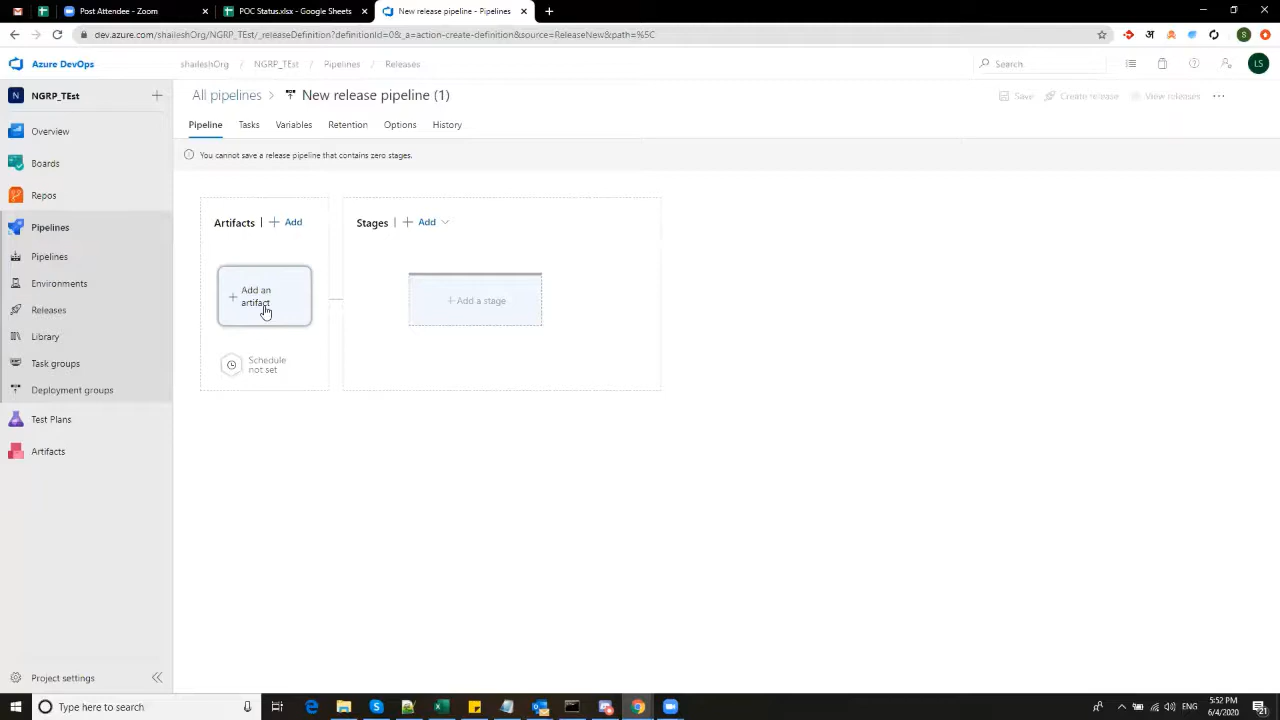 Post Attendee - Zoom
POC Status.xlsx - Google Sheets
New release pipeline - Pipelines
dev.azure.com/shaileshOrg/NGRP_TEst/_releaseDefinition?definitionId=0&_a=action-create-definition&source=ReleaseNew&path=%5C
अ
S
Azure DevOps
shaileshOrg
NGRP_TEst
Pipelines
Releases
Search
LS
N
NGRP_TEst
All pipelines
New release pipeline (1)
Save
Create release
View releases
Pipeline
Tasks
Variables
Retention
Options
History
You cannot save a release pipeline that contains zero stages.
Overview
Boards
Repos
Pipelines
Pipelines
Environments
Releases
Library
Task groups
Deployment groups
Test Plans
Artifacts
Artifacts | + Add
Stages | + Add
+ Add an
artifact
+ Add a stage
Schedule
not set
Project settings
Type here to search
ENG
5:52 PM
6/4/2020
21